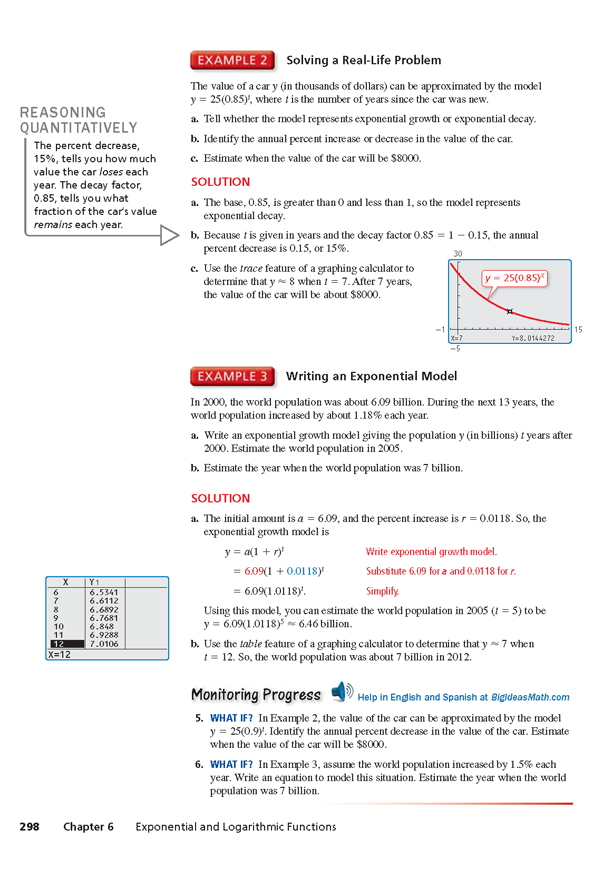 EXAMPLE 2 Solving a Real-Life Problem
The value of a car y (in thousands of dollars) can be approximated by the model
y = 25(0.85)^t, where t is the number of years since the car was new.
a. Tell whether the model represents exponential growth or exponential decay.
b. Identify the annual percent increase or decrease in the value of the car.
c. Estimate when the value of the car will be $8000.
REASONING
QUANTITATIVELY
The percent decrease,
15%, tells you how much
value the car loses each
year. The decay factor,
0.85, tells you what
fraction of the car's value
remains each year.
SOLUTION
a. The base, 0.85, is greater than 0 and less than 1, so the model represents
exponential decay.
b. Because t is given in years and the decay factor 0.85 = 1 − 0.15, the annual
percent decrease is 0.15, or 15%.
c. Use the trace feature of a graphing calculator to
determine that y ≈ 8 when t = 7. After 7 years,
the value of the car will be about $8000.
30
y = 25(0.85)^x
−1
15
X=7 Y=8.0144272
−5
EXAMPLE 3 Writing an Exponential Model
In 2000, the world population was about 6.09 billion. During the next 13 years, the
world population increased by about 1.18% each year.
a. Write an exponential growth model giving the population y (in billions) t years after
2000. Estimate the world population in 2005.
b. Estimate the year when the world population was 7 billion.
SOLUTION
a. The initial amount is a = 6.09, and the percent increase is r = 0.0118. So, the
exponential growth model is
y = a(1 + r)^t Write exponential growth model.
= 6.09(1 + 0.0118)^t Substitute 6.09 for a and 0.0118 for r.
= 6.09(1.0118)^t. Simplify.
Using this model, you can estimate the world population in 2005 (t = 5) to be
y = 6.09(1.0118)^5 ≈ 6.46 billion.
b. Use the table feature of a graphing calculator to determine that y ≈ 7 when
t = 12. So, the world population was about 7 billion in 2012.
X Y1
6 6.5341
7 6.6112
8 6.6892
9 6.7681
10 6.848
11 6.9288
12 7.0106
X=12
Monitoring Progress Help in English and Spanish at BigIdeasMath.com
5. WHAT IF? In Example 2, the value of the car can be approximated by the model
y = 25(0.9)^t. Identify the annual percent decrease in the value of the car. Estimate
when the value of the car will be $8000.
6. WHAT IF? In Example 3, assume the world population increased by 1.5% each
year. Write an equation to model this situation. Estimate the year when the world
population was 7 billion.
298 Chapter 6 Exponential and Logarithmic Functions